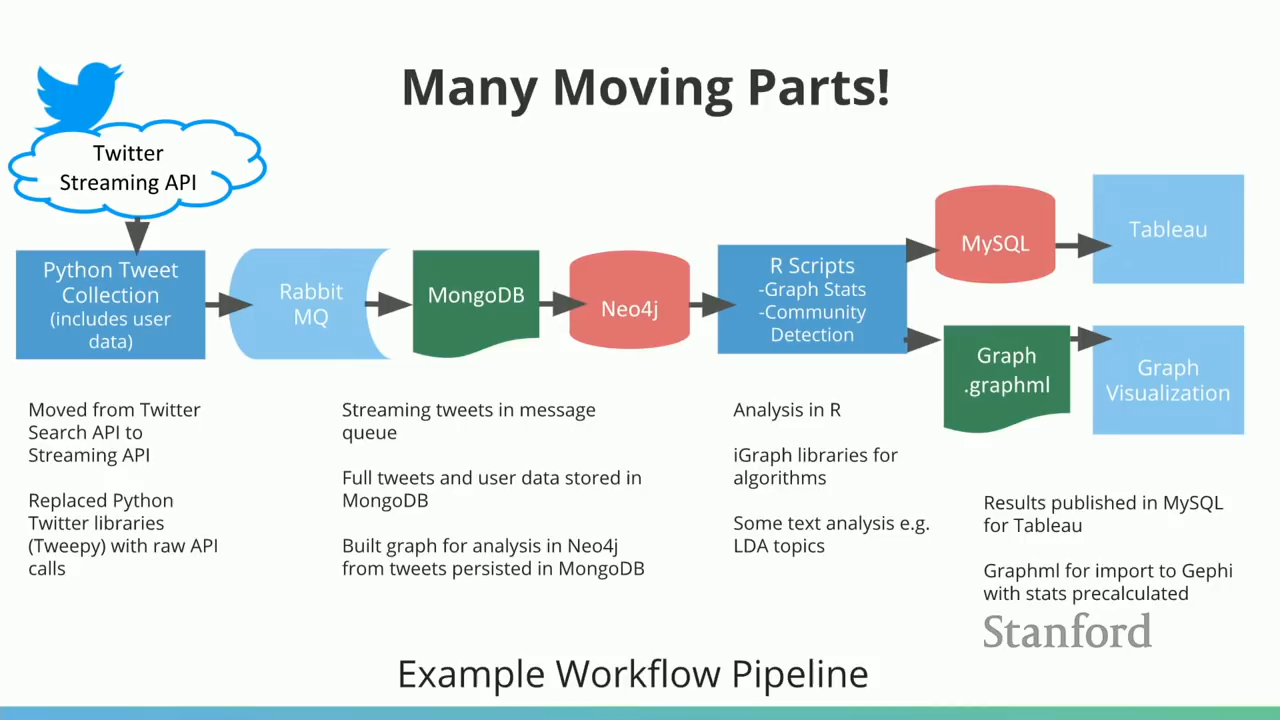 Many Moving Parts!
Twitter
Streaming API
Python Tweet
Collection
(includes user
data)
Rabbit
MQ
MongoDB
Neo4j
R Scripts
-Graph Stats
-Community
Detection
MySQL
Tableau
Graph
.graphml
Graph
Visualization
Moved from Twitter
Search API to
Streaming API
Replaced Python
Twitter libraries
(Tweepy) with raw API
calls
Streaming tweets in message
queue
Full tweets and user data stored in
MongoDB
Built graph for analysis in Neo4j
from tweets persisted in MongoDB
Analysis in R
iGraph libraries for
algorithms
Some text analysis e.g.
LDA topics
Results published in MySQL
for Tableau
Graphml for import to Gephi
with stats precalculated
Stanford
Example Workflow Pipeline